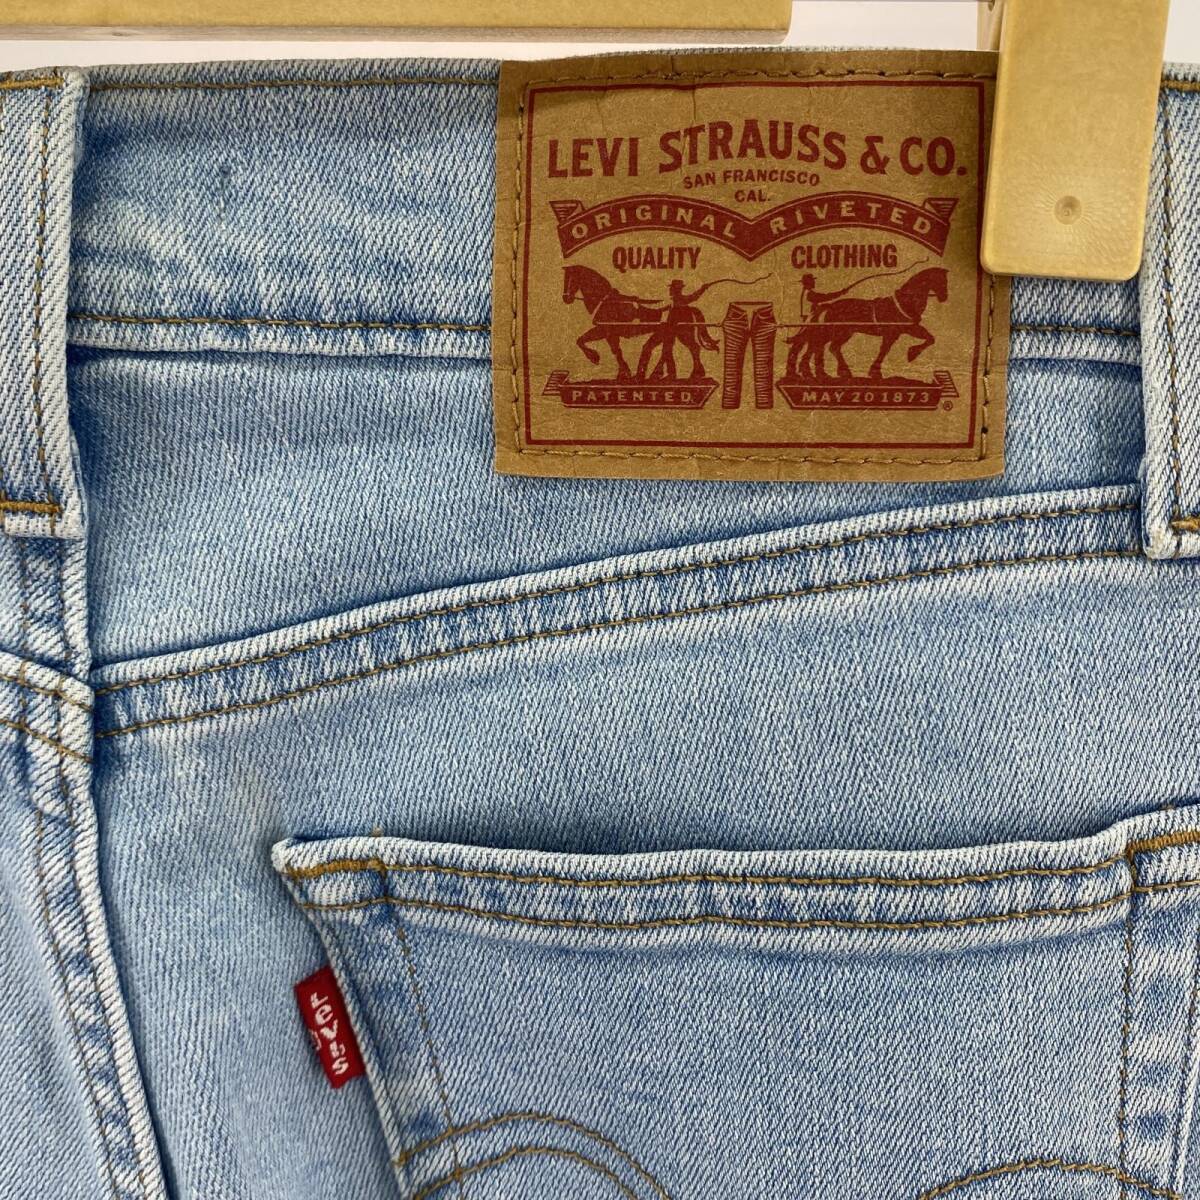 LEVI STRAUSS & CO.
SAN FRANCISCO
CAL.
ORIGINAL RIVETED
QUALITY CLOTHING
PATENTED MAY 20 1873
®
LEVI'S